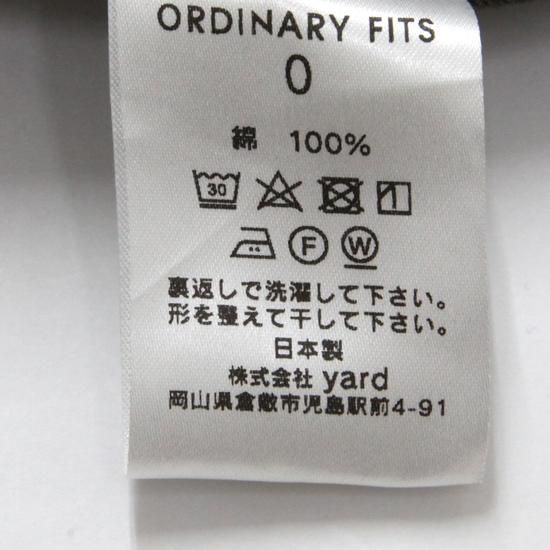 ORDINARY FITS
0
綿 100%
30
F W
裏返しで洗濯して下さい。
形を整えて干して下さい。
日本製
株式会社 yard
岡山県倉敷市児島駅前4-91